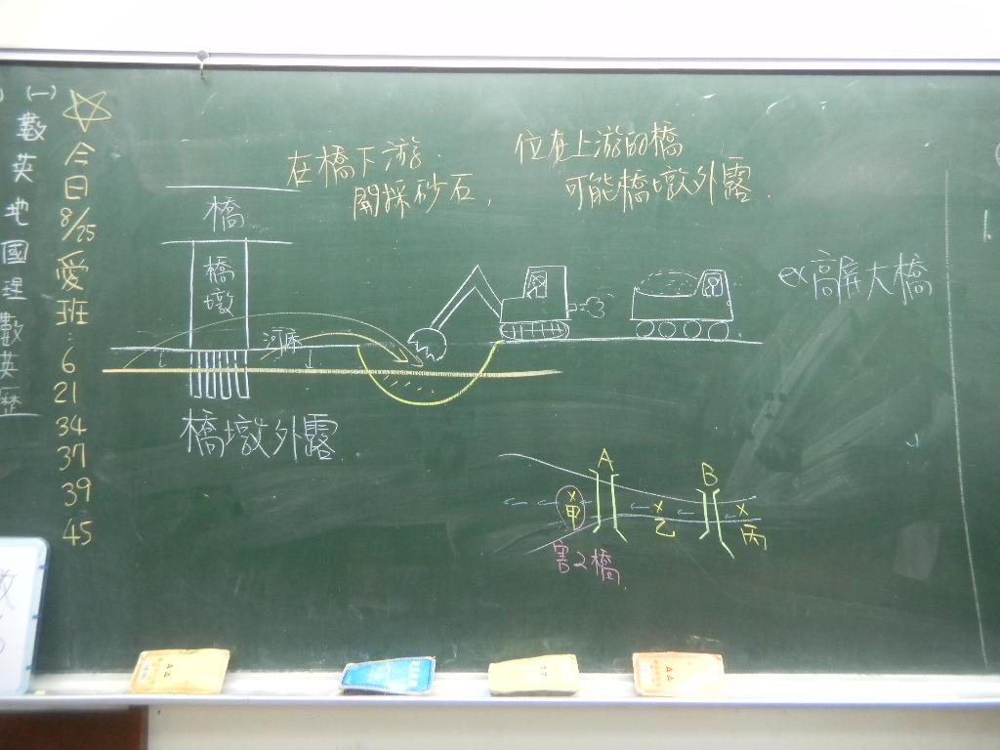 (一)
數
英
地
國
理
數
英
歷
今
日
8/25
愛
班
:
6
21
34
37
39
45
在橋下游
開採砂石,
位在上游的橋
可能橋墩外露.
橋
橋
墩
河床
橋墩外露.
ex高屏大橋
A
B
甲
乙
丙
害2橋.
1.
AA
AA